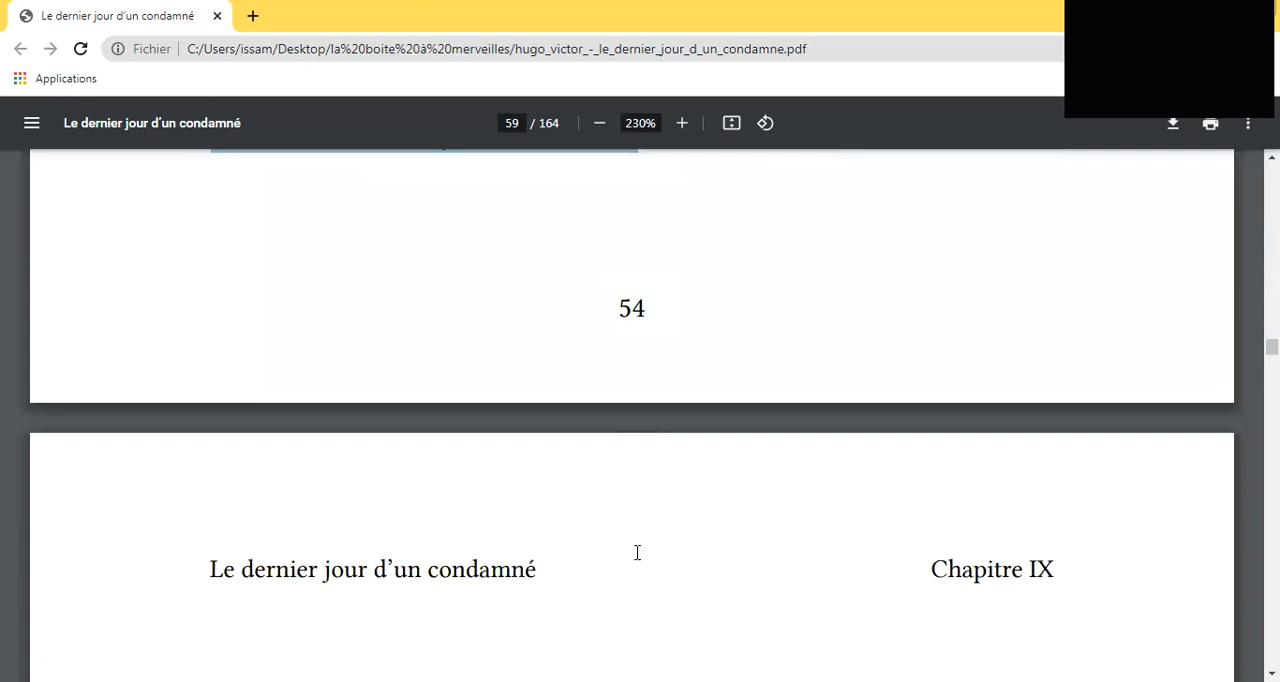 Le dernier jour d'un condamné
Fichier
C:/Users/issam/Desktop/la%20boite%20à%20merveilles/hugo_victor_-_le_dernier_jour_d_un_condamne.pdf
Applications
Le dernier jour d'un condamné
59 / 164
230%
54
Le dernier jour d'un condamné
Chapitre IX